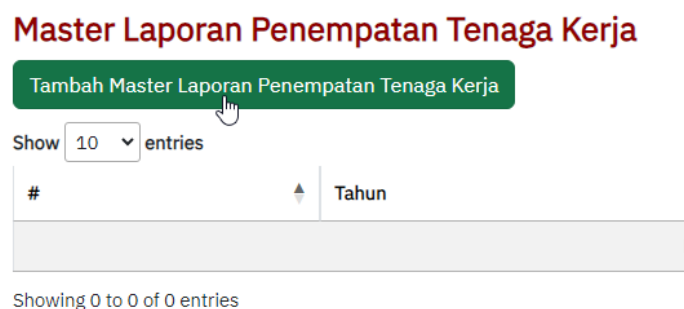 Master Laporan Penempatan Tenaga Kerja
Tambah Master Laporan Penempatan Tenaga Kerja
Show 10 entries
# Tahun
Showing 0 to 0 of 0 entries